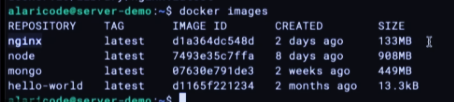 alaricode@server-demo:~$ docker images
REPOSITORY TAG IMAGE ID CREATED SIZE
nginx latest d1a364dc548d 2 days ago 133MB
node latest 7493e35c7ffa 8 days ago 908MB
mongo latest 07630e791de3 2 weeks ago 449MB
hello-world latest d1165f221234 2 months ago 13.3kB
alaricode@server-demo:~$